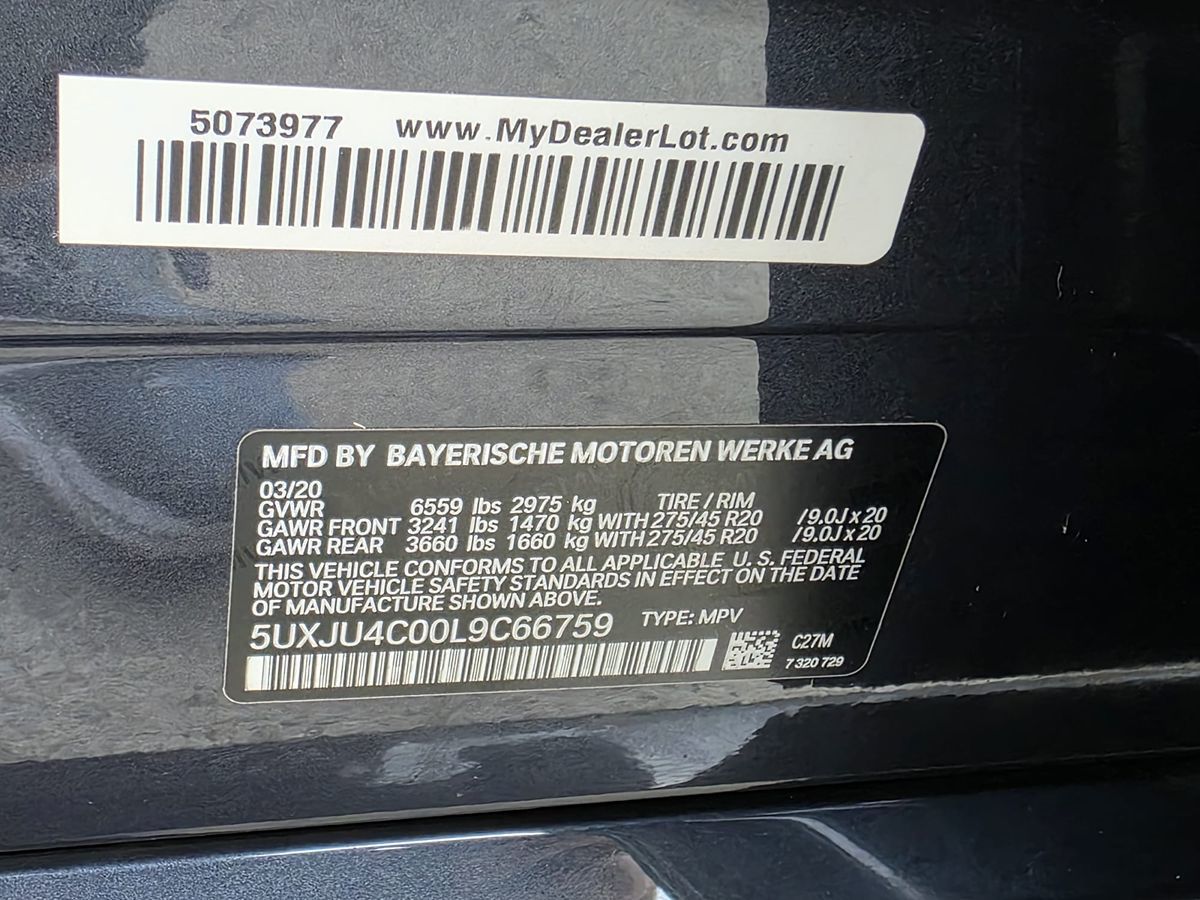 5073977 www.MyDealerLot.com
MFD BY BAYERISCHE MOTOREN WERKE AG
03/20
GVWR 6559 lbs 2975 kg TIRE / RIM
GAWR FRONT 3241 lbs 1470 kg WITH 275/45 R20 / 9.0J x 20
GAWR REAR 3660 lbs 1660 kg WITH 275/45 R20 / 9.0J x 20
THIS VEHICLE CONFORMS TO ALL APPLICABLE U. S. FEDERAL
MOTOR VEHICLE SAFETY STANDARDS IN EFFECT ON THE DATE
OF MANUFACTURE SHOWN ABOVE.
5UXJU4C00L9C66759 TYPE: MPV
C27M
7 320 729